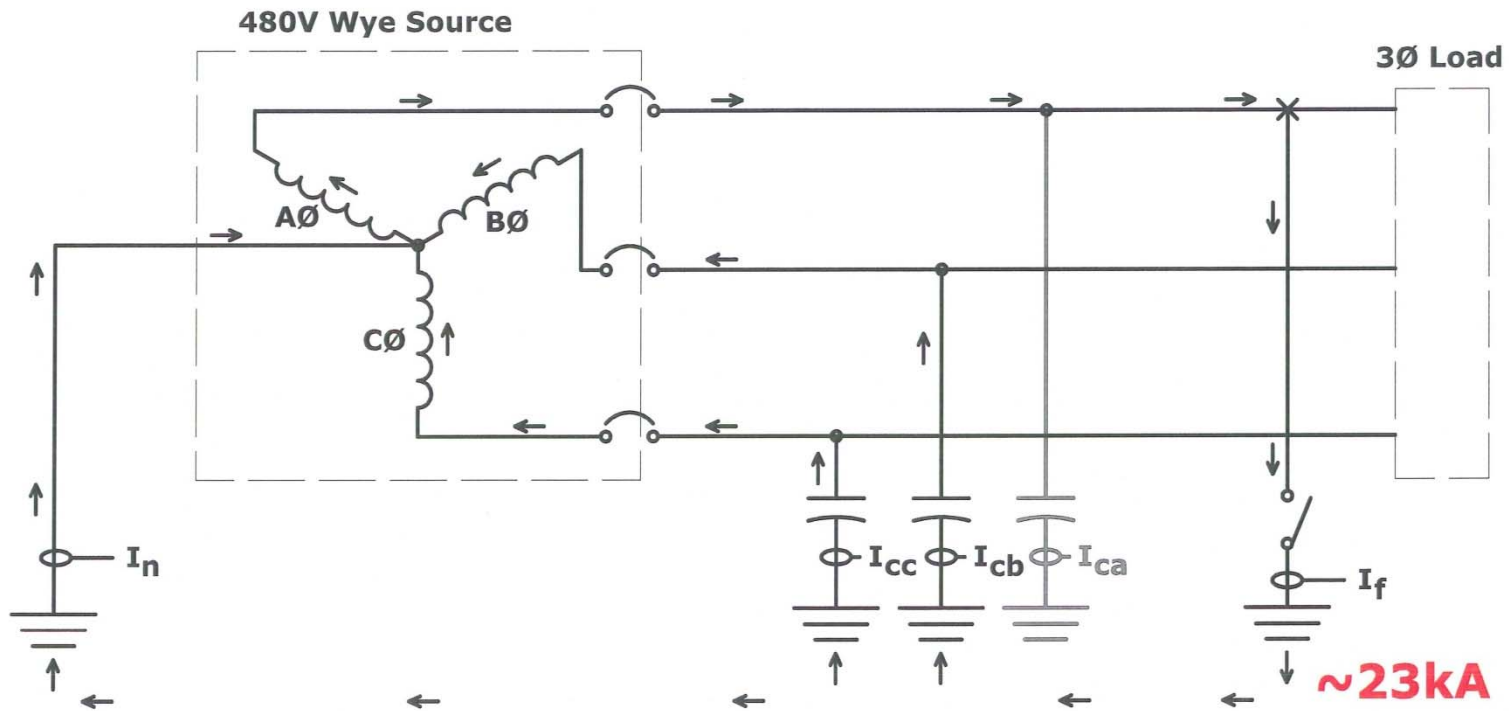 480V Wye Source
3Ø Load
AØ
BØ
CØ
In
Icc
Icb
Ica
If
~23kA